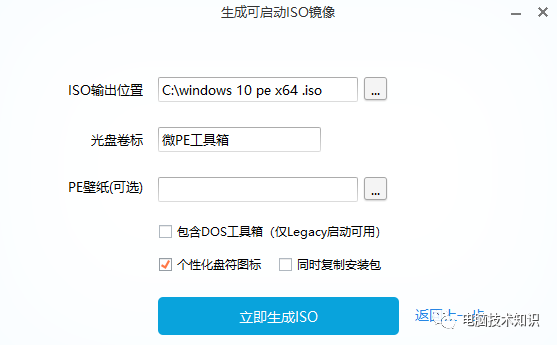 生成可启动ISO镜像
ISO输出位置 C:\windows 10 pe x64 .iso ...
光盘卷标 微PE工具箱
PE壁纸(可选) ...
包含DOS工具箱（仅Legacy启动可用）
个性化盘符图标 同时复制安装包
立即生成ISO 返回上一步
电脑技术知识